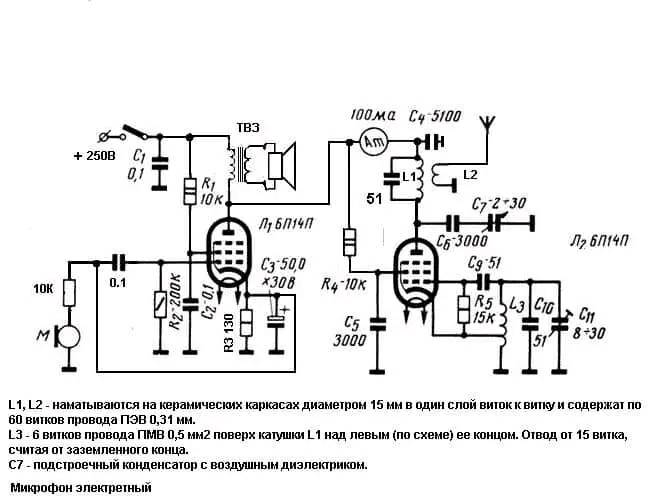 100ма
C4-5100
ТВЗ
+ 250В
C1
0,1
R1
10к
L1
L2
51
C7-2÷30
Л1 6П14П
C6-3000
Л2 6П14П
C3-50,0
×30В
C9-51
0.1
10К
R2-200к
C2-0,1
R3 130
R4-10к
R5
15к
L3
C10
51
C11
8÷30
М
C5
3000
L1, L2 - наматываются на керамических каркасах диаметром 15 мм в один слой виток к витку и содержат по
60 витков провода ПЭВ 0,31 мм.
L3 - 6 витков провода ПМВ 0,5 мм2 поверх катушки L1 над левым (по схеме) ее концом. Отвод от 15 витка,
считая от заземленного конца.
C7 - подстроечный конденсатор с воздушным диэлектриком.
Микрофон электретный